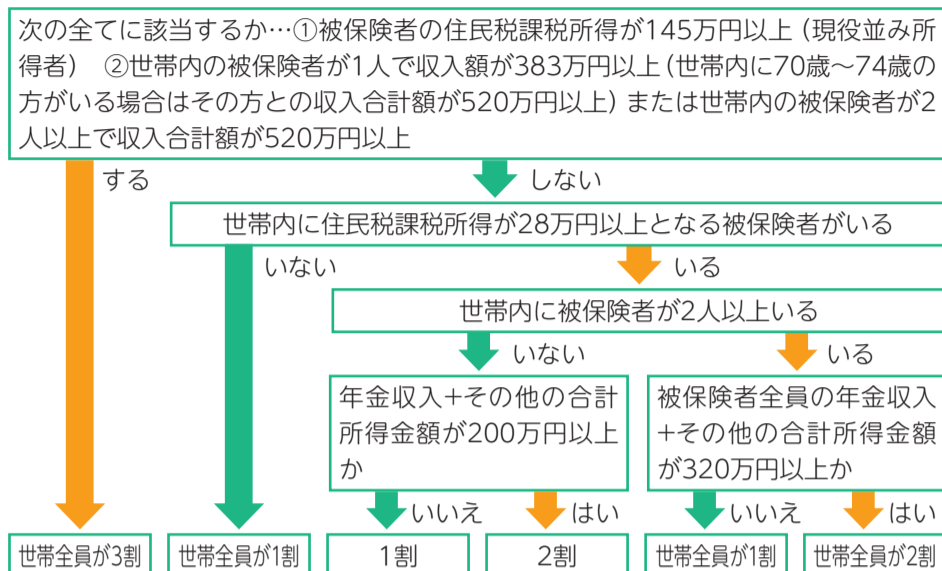 次の全てに該当するか…①被保険者の住民税課税所得が145万円以上(現役並み所
得者) ②世帯内の被保険者が1人で収入額が383万円以上(世帯内に70歳～74歳の
方がいる場合はその方との収入合計額が520万円以上)または世帯内の被保険者が2
人以上で収入合計額が520万円以上
する
しない
世帯内に住民税課税所得が28万円以上となる被保険者がいる
いない
いる
世帯内に被保険者が2人以上いる
いない
いる
年金収入+その他の合計
所得金額が200万円以上
か
被保険者全員の年金収入
+その他の合計所得金額
が320万円以上か
いいえ
はい
いいえ
はい
世帯全員が3割
世帯全員が1割
1割
2割
世帯全員が1割
世帯全員が2割